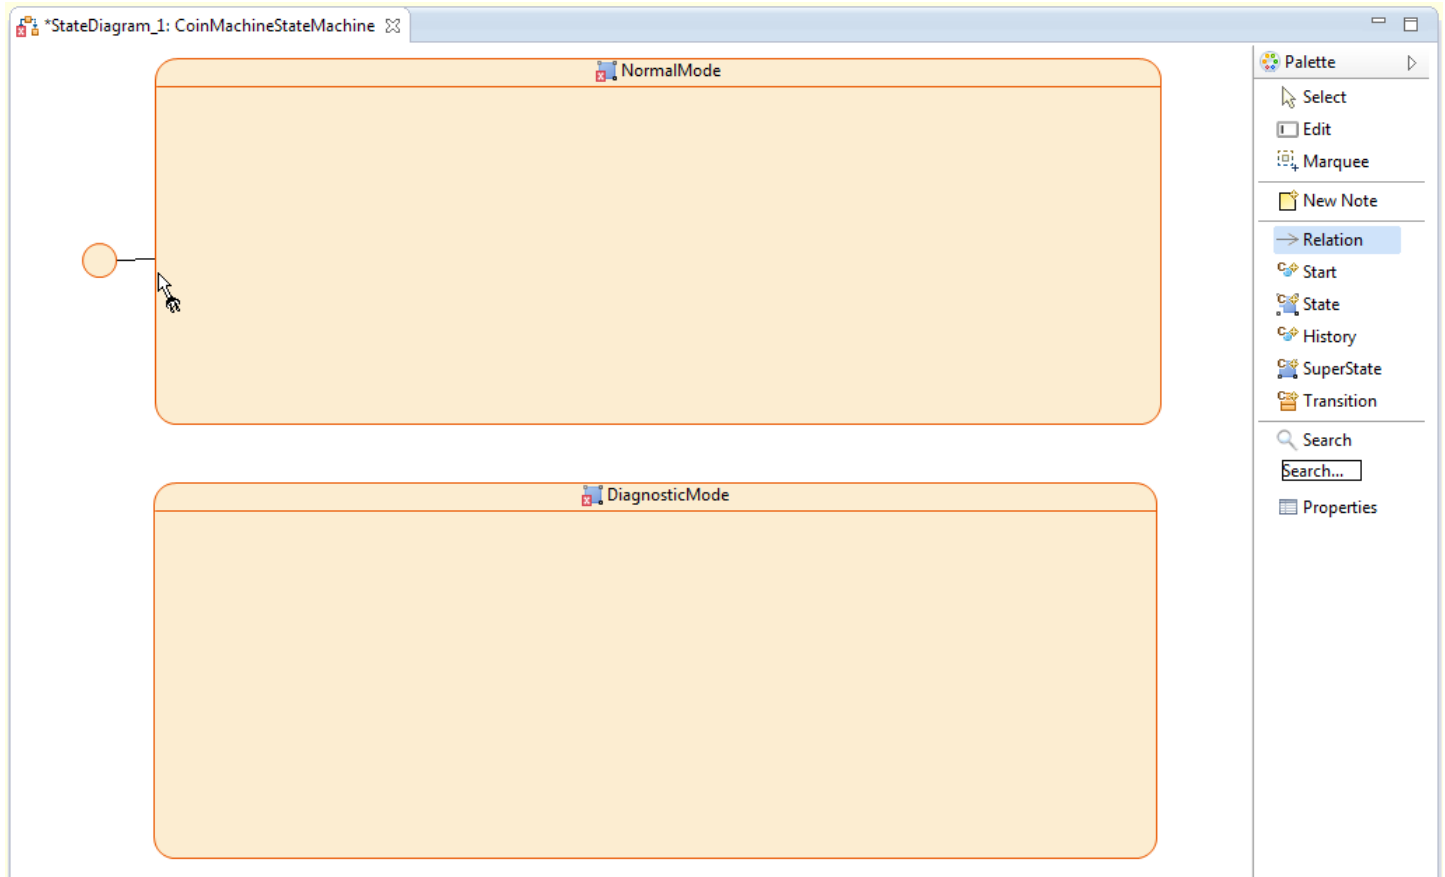 *StateDiagram_1: CoinMachineStateMachine
NormalMode
DiagnosticMode
Palette
Select
Edit
Marquee
New Note
Relation
Start
State
History
SuperState
Transition
Search
Search...
Properties